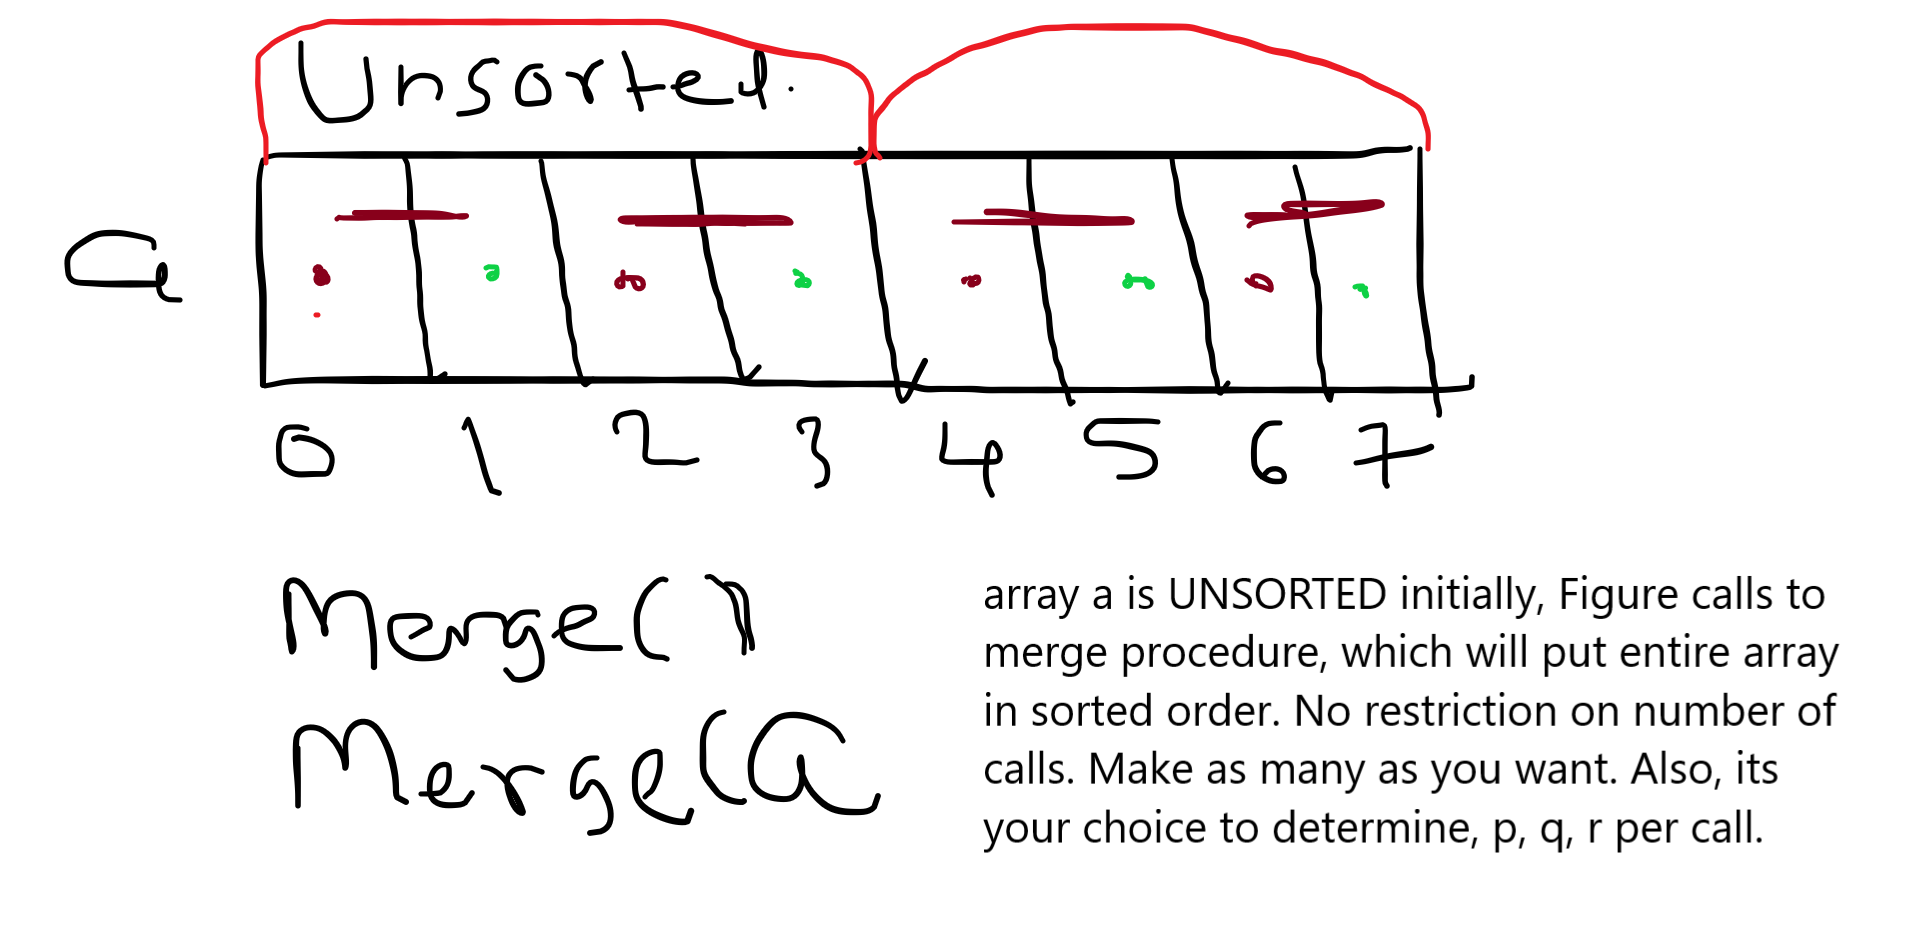 Unsorted.
a
0 1 2 3 4 5 6 7
Merge()
Merge(a
array a is UNSORTED initially, Figure calls to
merge procedure, which will put entire array
in sorted order. No restriction on number of
calls. Make as many as you want. Also, its
your choice to determine, p, q, r per call.